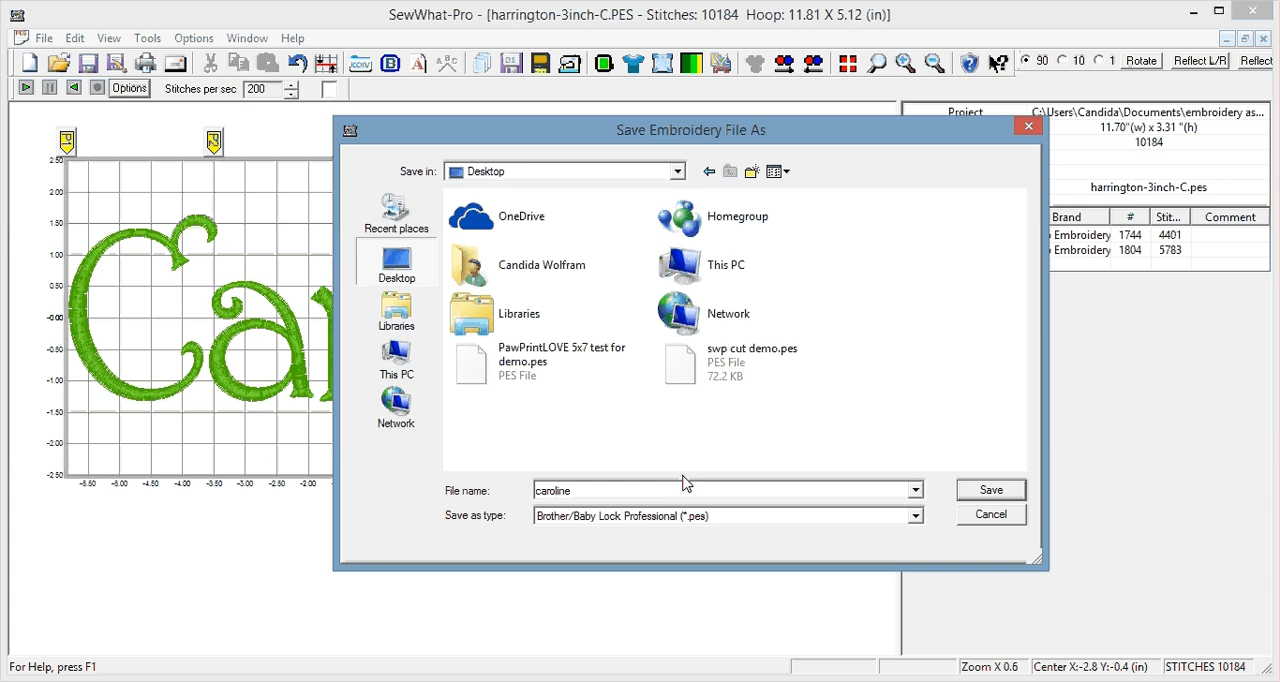 SewWhat-Pro - [harrington-3inch-C.PES - Stitches: 10184 Hoop: 11.81 X 5.12 (in)]
File Edit View Tools Options Window Help
90 10 1 Rotate Reflect L/R Reflect
Options Stitches per sec 200
Project C:\Users\Candida\Documents\embroidery as...
11.70"(w) x 3.31 "(h)
10184
harrington-3inch-C.pes
Brand # Stit... Comment
Embroidery 1744 4401
Embroidery 1804 5783
2.50
2.00
1.50
1.00
0.50
-0.00
-0.50
-1.00
-1.50
-2.00
-2.50
-5.50 -5.00 -4.50 -4.00 -3.50 -3.00 -2.50 -2.00
Car
Save Embroidery File As
Save in: Desktop
Recent places
Desktop
Libraries
This PC
Network
OneDrive Homegroup
Candida Wolfram This PC
Libraries Network
PawPrintLOVE 5x7 test for
demo.pes
PES File
swp cut demo.pes
PES File
72.2 KB
File name: caroline Save
Save as type: Brother/Baby Lock Professional (*.pes) Cancel
For Help, press F1 Zoom X 0.6 Center X:-2.8 Y:-0.4 (in) STITCHES 10184